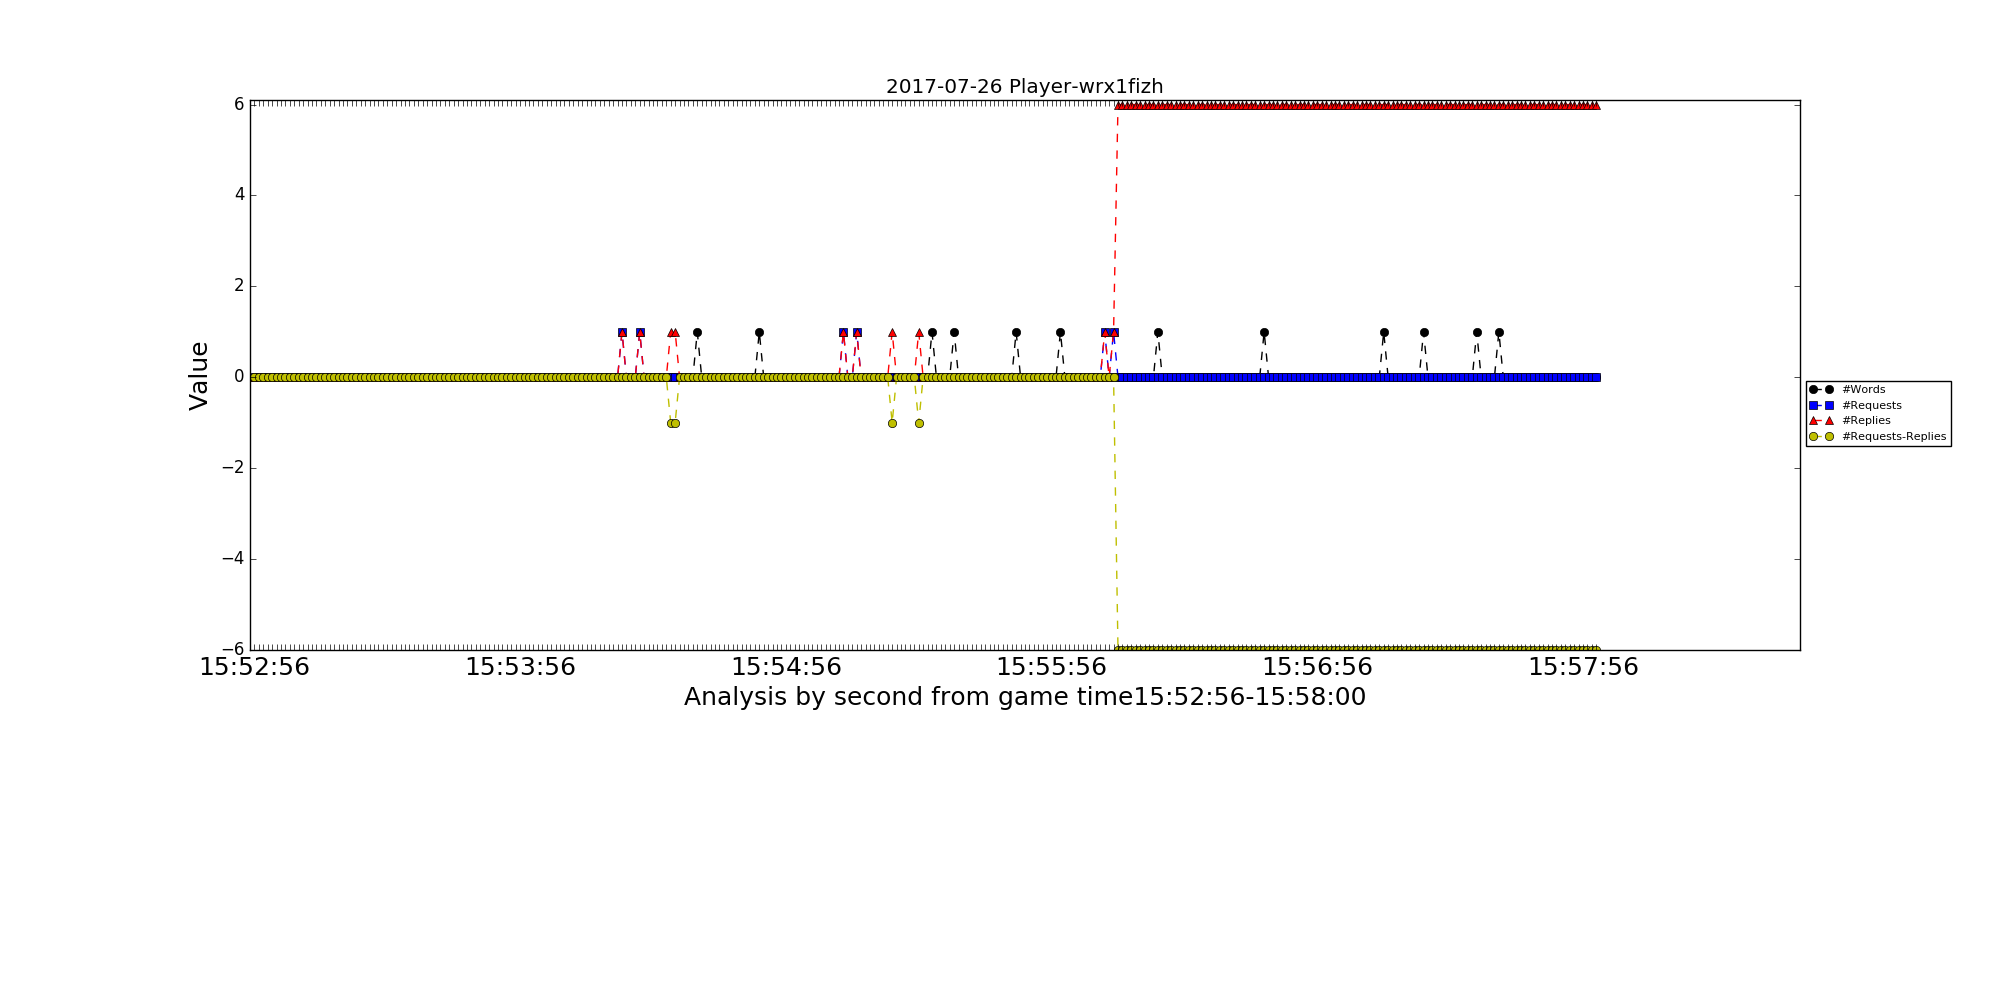 2017-07-26 Player-wrx1fizh
6
4
2
0
−2
−4
−6
Value
15:52:56 15:53:56 15:54:56 15:55:56 15:56:56 15:57:56
Analysis by second from game time15:52:56-15:58:00
#Words
#Requests
#Replies
#Requests-Replies